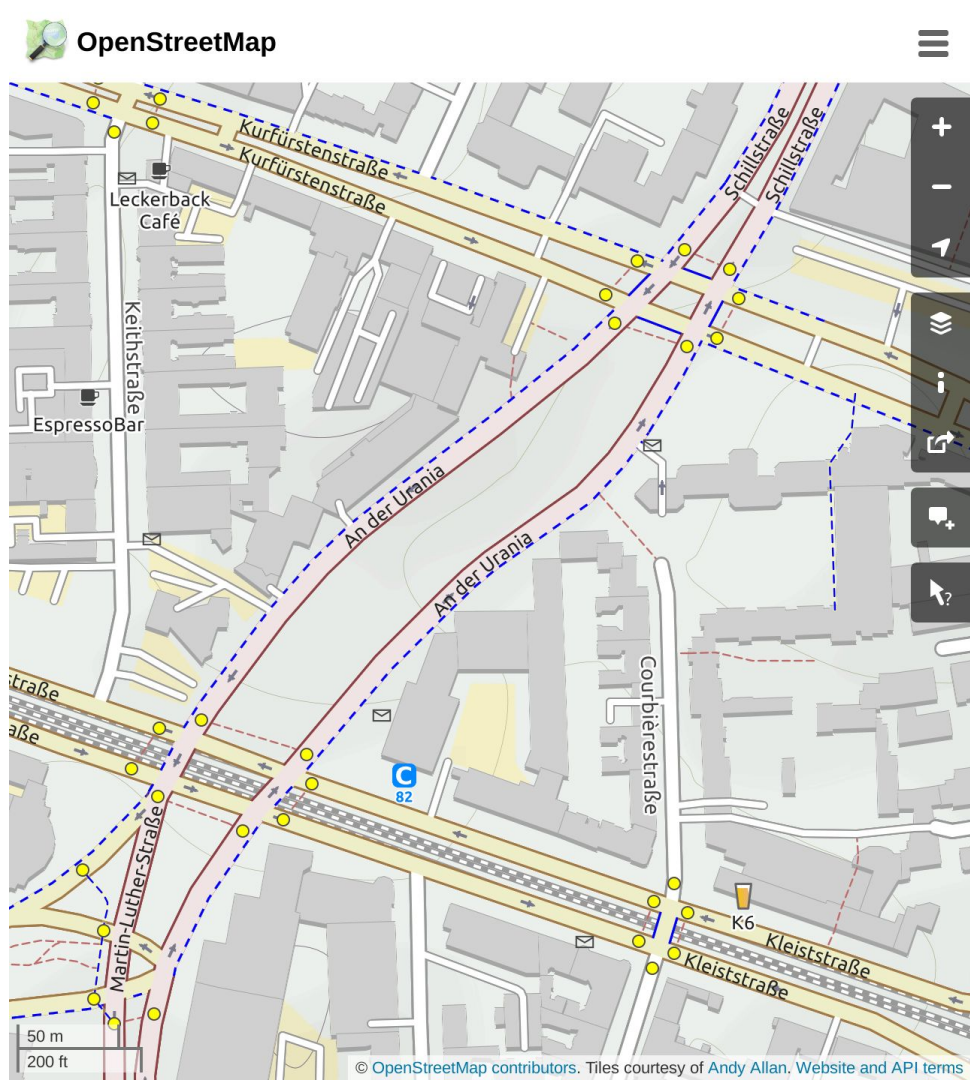 OpenStreetMap
Kurfürstenstraße
Kurfürstenstraße
Schillstraße
Schillstraße
Leckerback
Café
Keithstraße
EspressoBar
An der Urania
An der Urania
straße
aße
Courbièrestraße
C
82
Martin-Luther-Straße
K6
Kleiststraße
Kleiststraße
50 m
200 ft
© OpenStreetMap contributors. Tiles courtesy of Andy Allan. Website and API terms